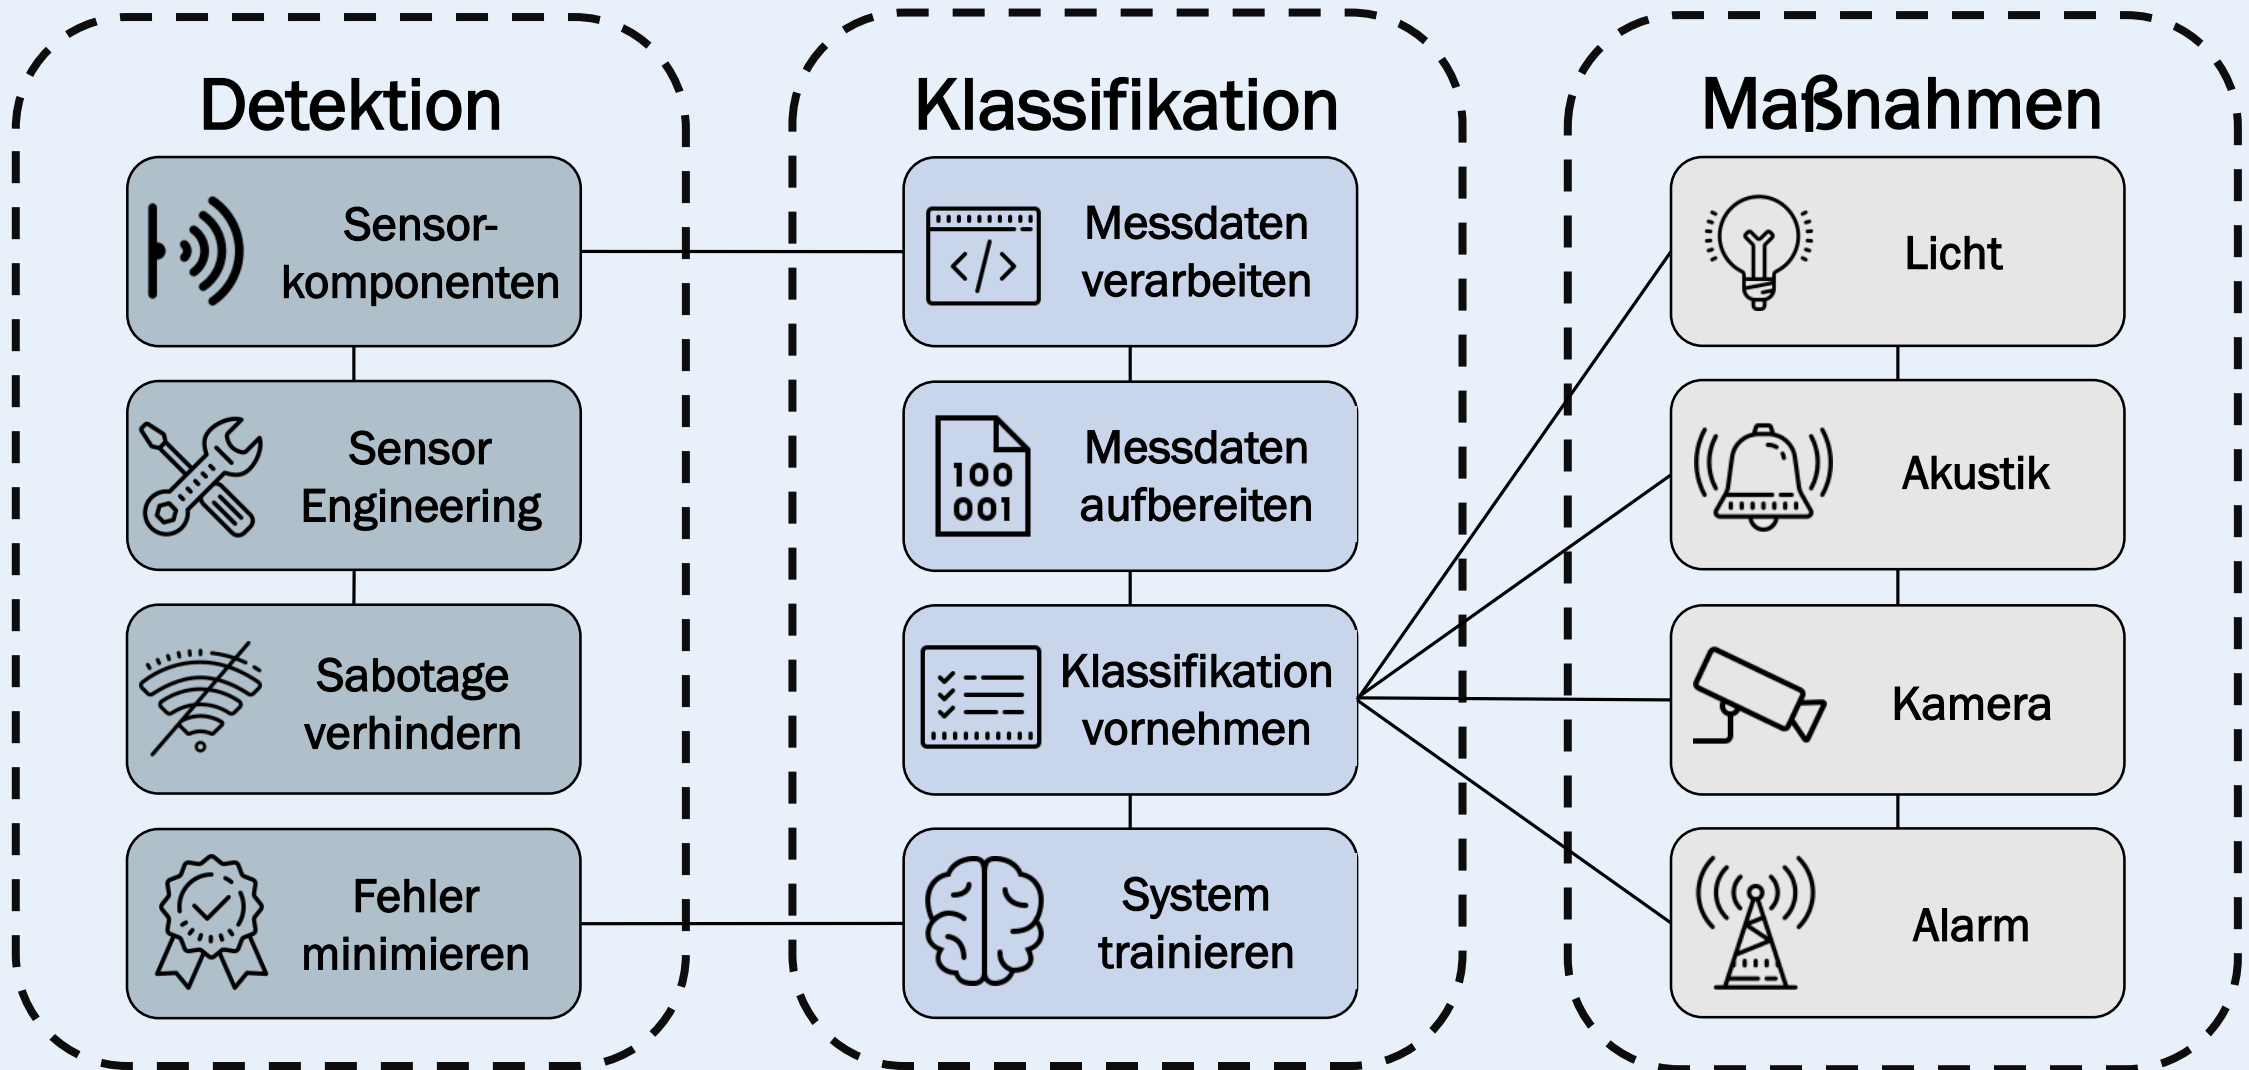 Detektion
Sensor-
komponenten
Sensor
Engineering
Sabotage
verhindern
Fehler
minimieren
Klassifikation
</>
Messdaten
verarbeiten
100
001
Messdaten
aufbereiten
Klassifikation
vornehmen
System
trainieren
Maßnahmen
Licht
Akustik
Kamera
Alarm